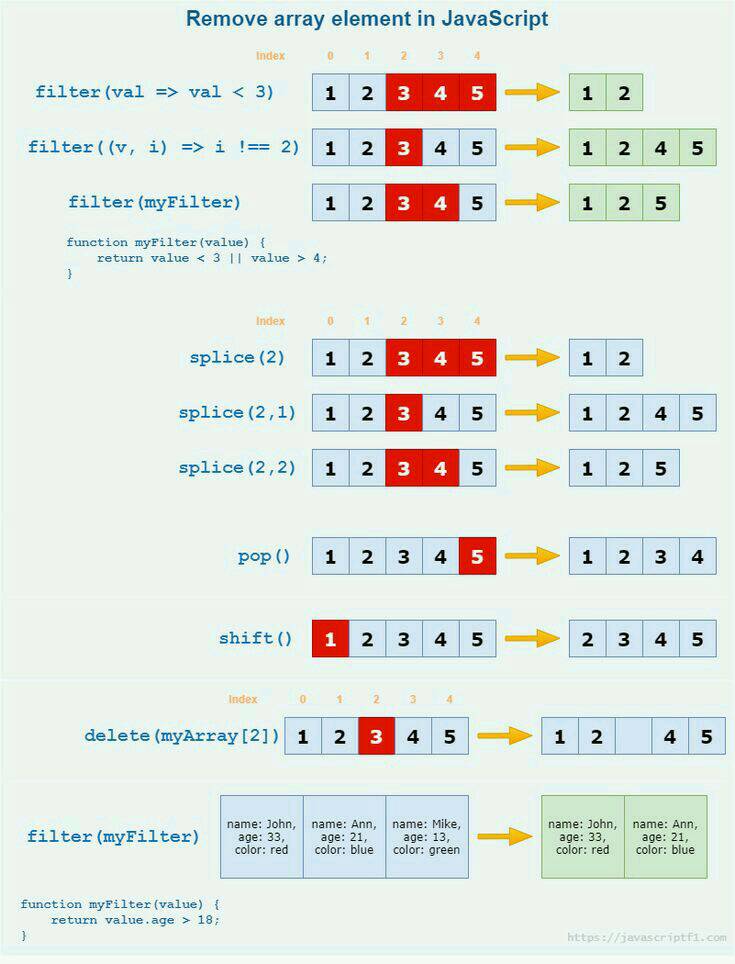 Remove array element in JavaScript
Index 0 1 2 3 4
filter(val => val < 3) 1 2 3 4 5 1 2
filter((v, i) => i !== 2) 1 2 3 4 5 1 2 4 5
filter(myFilter) 1 2 3 4 5 1 2 5
function myFilter(value) {
return value < 3 || value > 4;
}
Index 0 1 2 3 4
splice(2) 1 2 3 4 5 1 2
splice(2,1) 1 2 3 4 5 1 2 4 5
splice(2,2) 1 2 3 4 5 1 2 5
pop() 1 2 3 4 5 1 2 3 4
shift() 1 2 3 4 5 2 3 4 5
Index 0 1 2 3 4
delete(myArray[2]) 1 2 3 4 5 1 2 4 5
name: John, name: Ann, name: Mike, name: John, name: Ann,
filter(myFilter) age: 33, age: 21, age: 13, age: 33, age: 21,
color: red color: blue color: green color: red color: blue
function myFilter(value) {
return value.age > 18;
}
https://javascriptf1.com